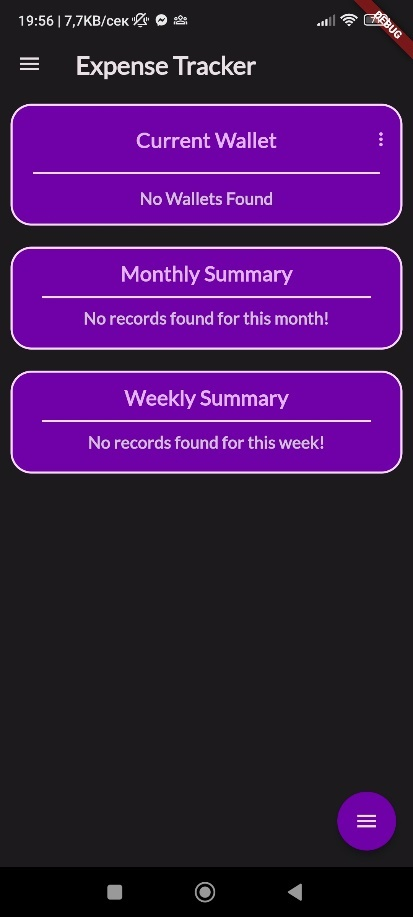 19:56 | 7,7KB/сек
DEBUG
Expense Tracker
Current Wallet
No Wallets Found
Monthly Summary
No records found for this month!
Weekly Summary
No records found for this week!